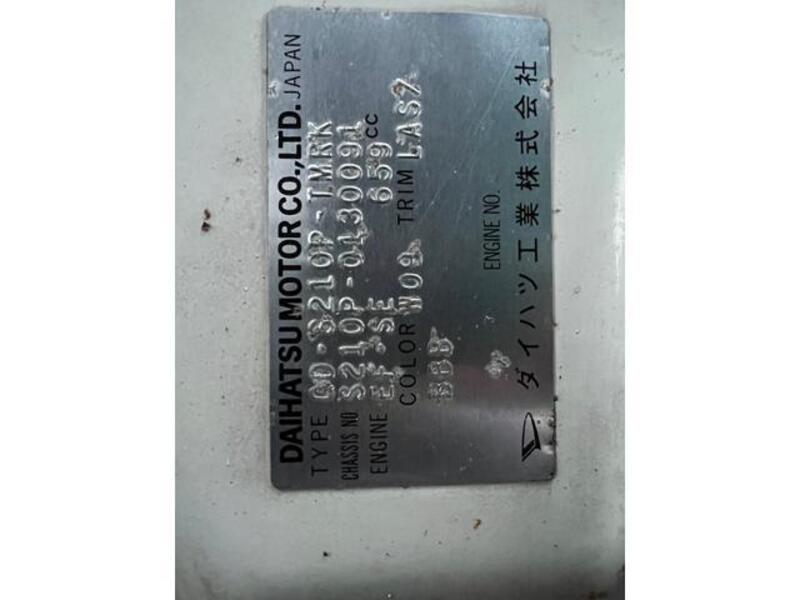 DAIHATSU MOTOR CO.,LTD. JAPAN
TYPE GD-S210P-TMRK
CHASSIS NO S210P-0130091
ENGINE EF-SE 659 CC
COLOR W09 TRIM LAS7
BBB
ENGINE NO.
ダイハツ工業株式会社